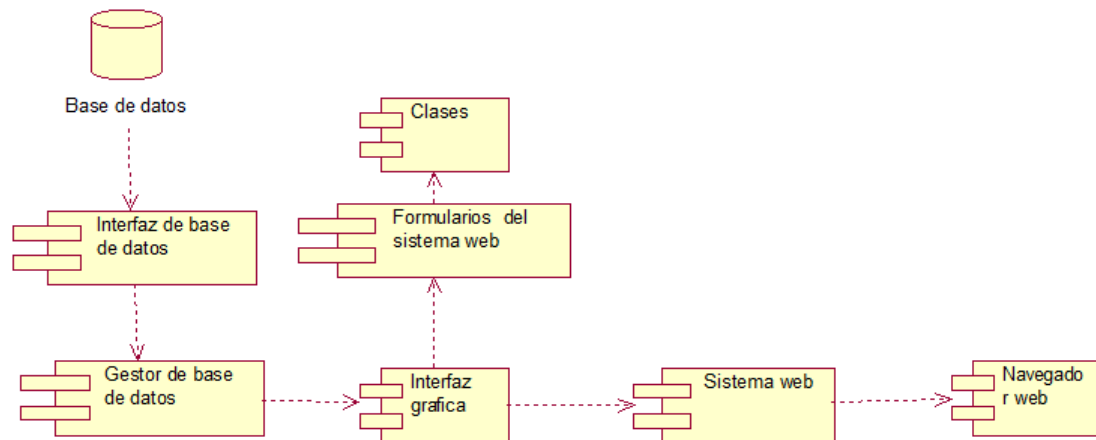 Base de datos
Clases
Interfaz de base
de datos
Formularios del
sistema web
Gestor de base
de datos
Interfaz
grafica
Sistema web
Navegado
r web